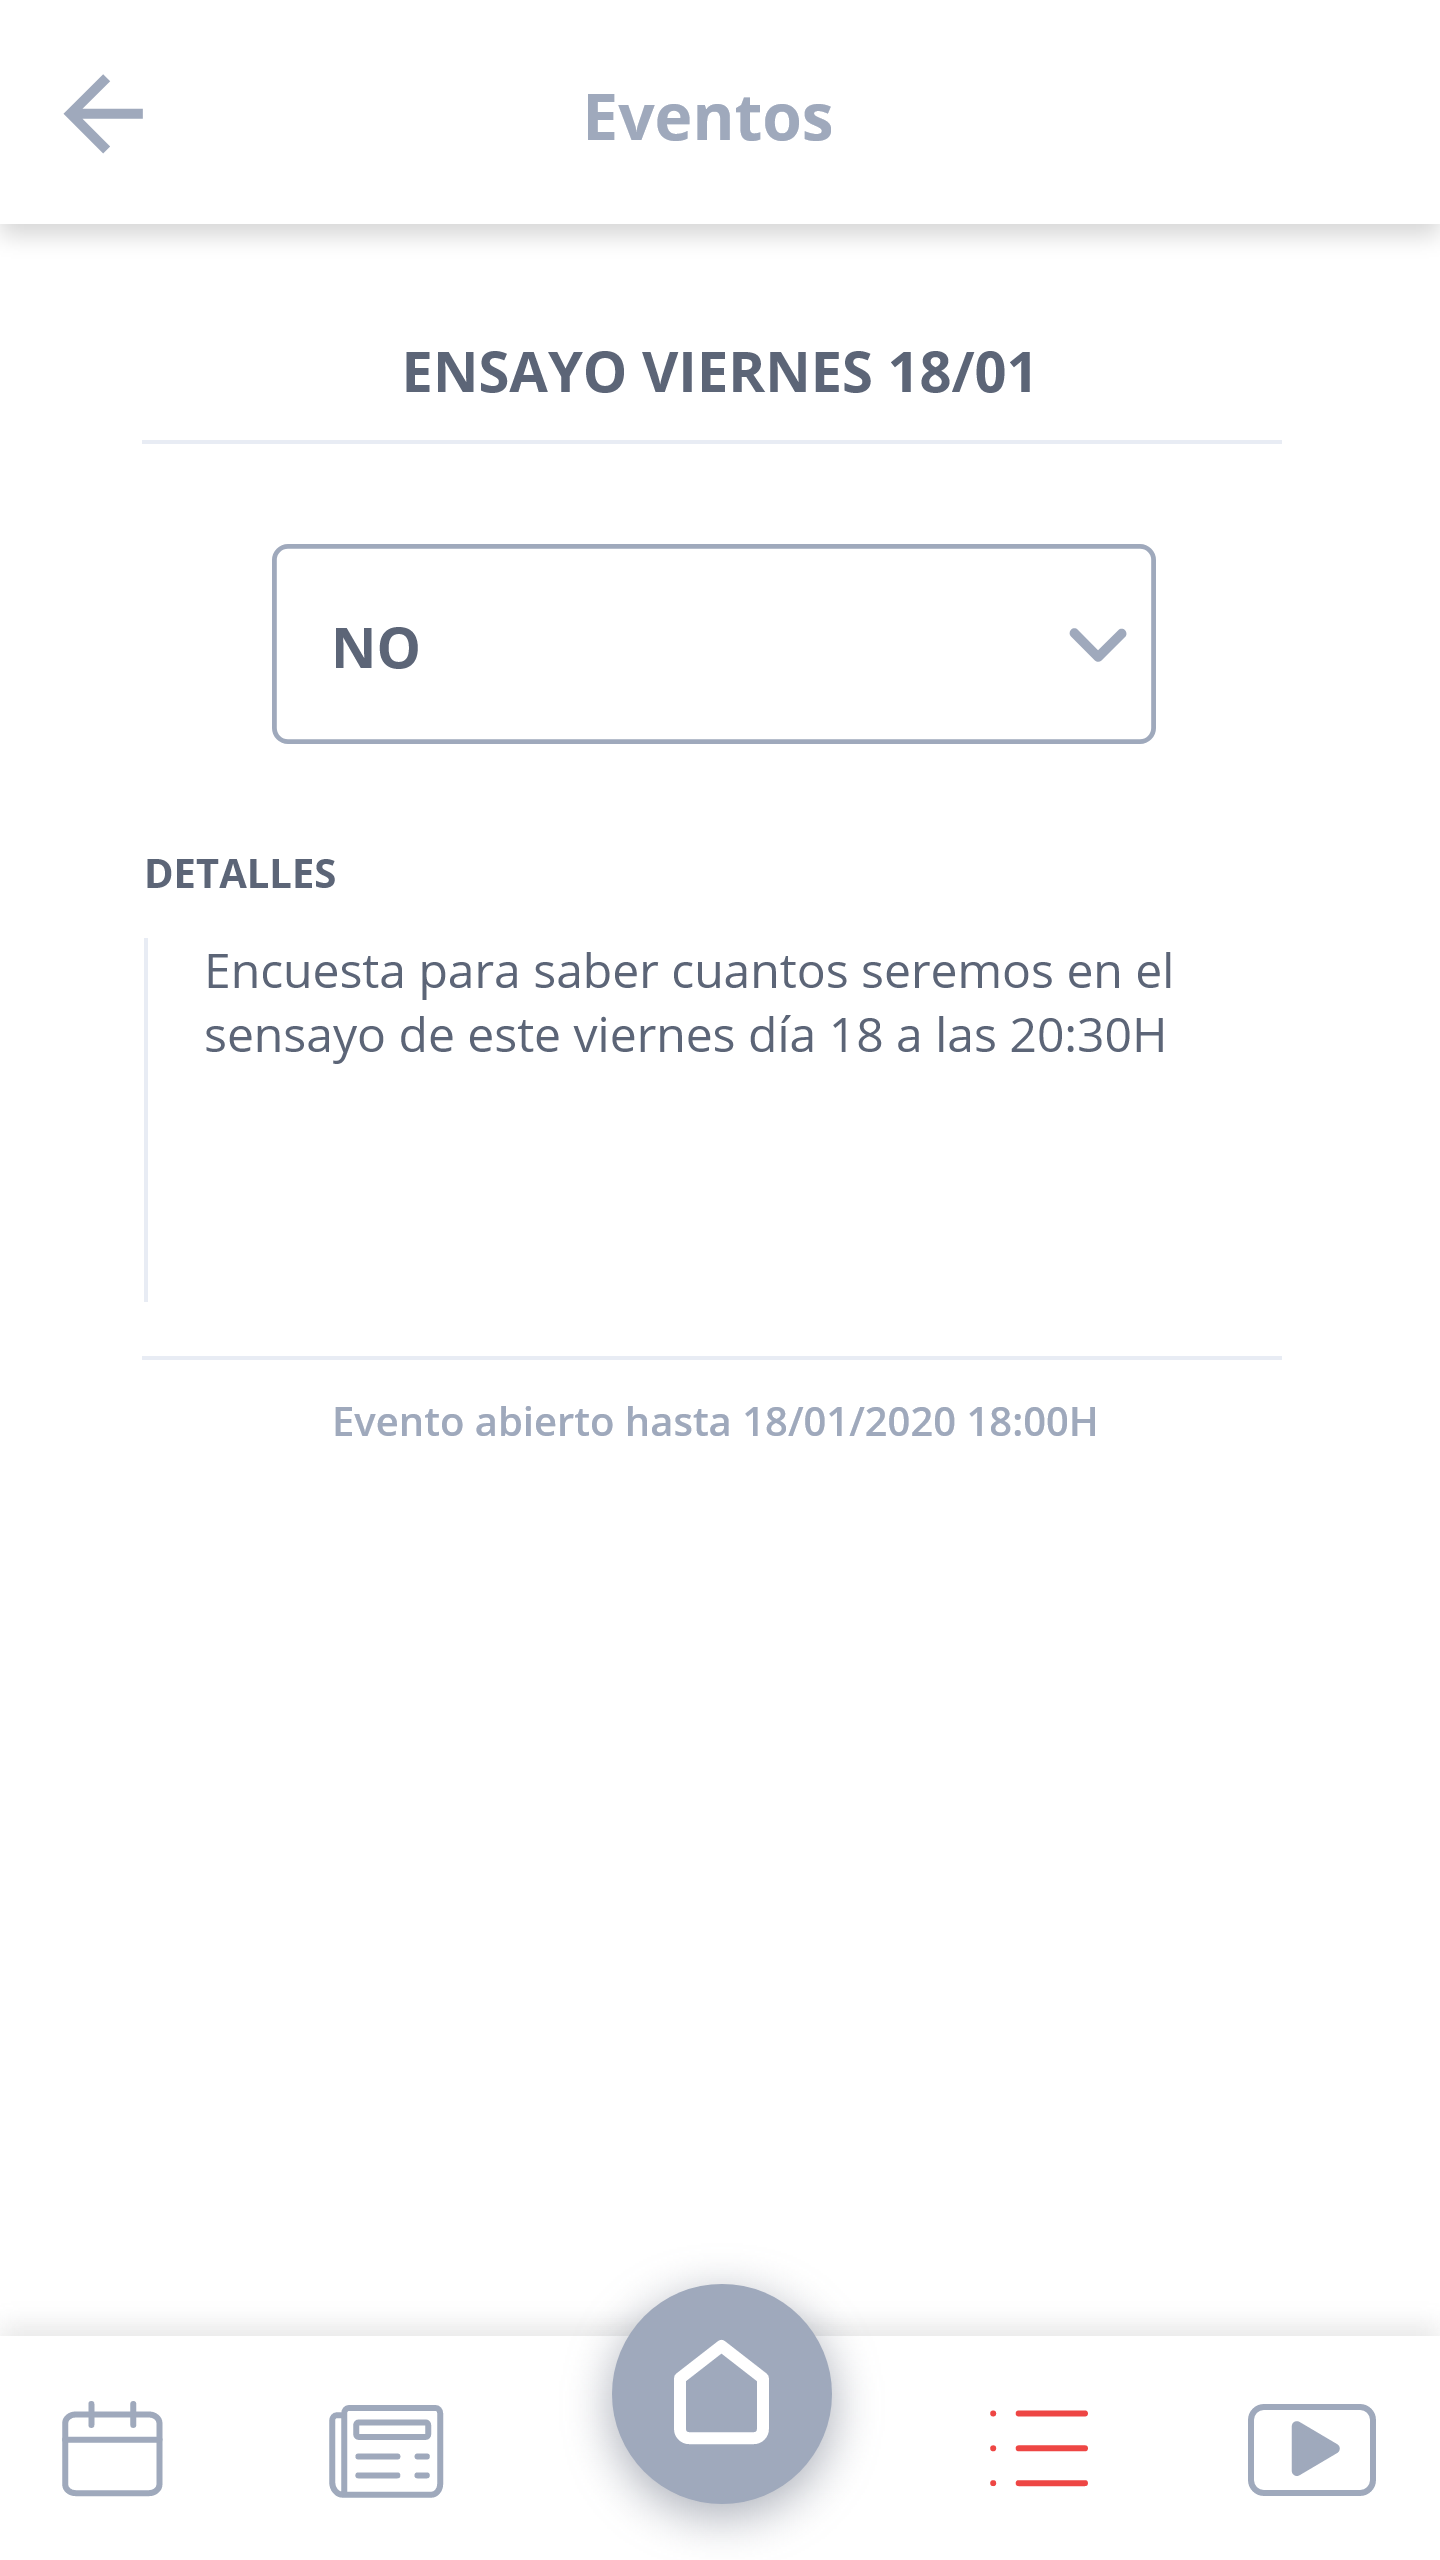 Eventos
ENSAYO VIERNES 18/01
NO
DETALLES
Encuesta para saber cuantos seremos en el
sensayo de este viernes día 18 a las 20:30H
Evento abierto hasta 18/01/2020 18:00H